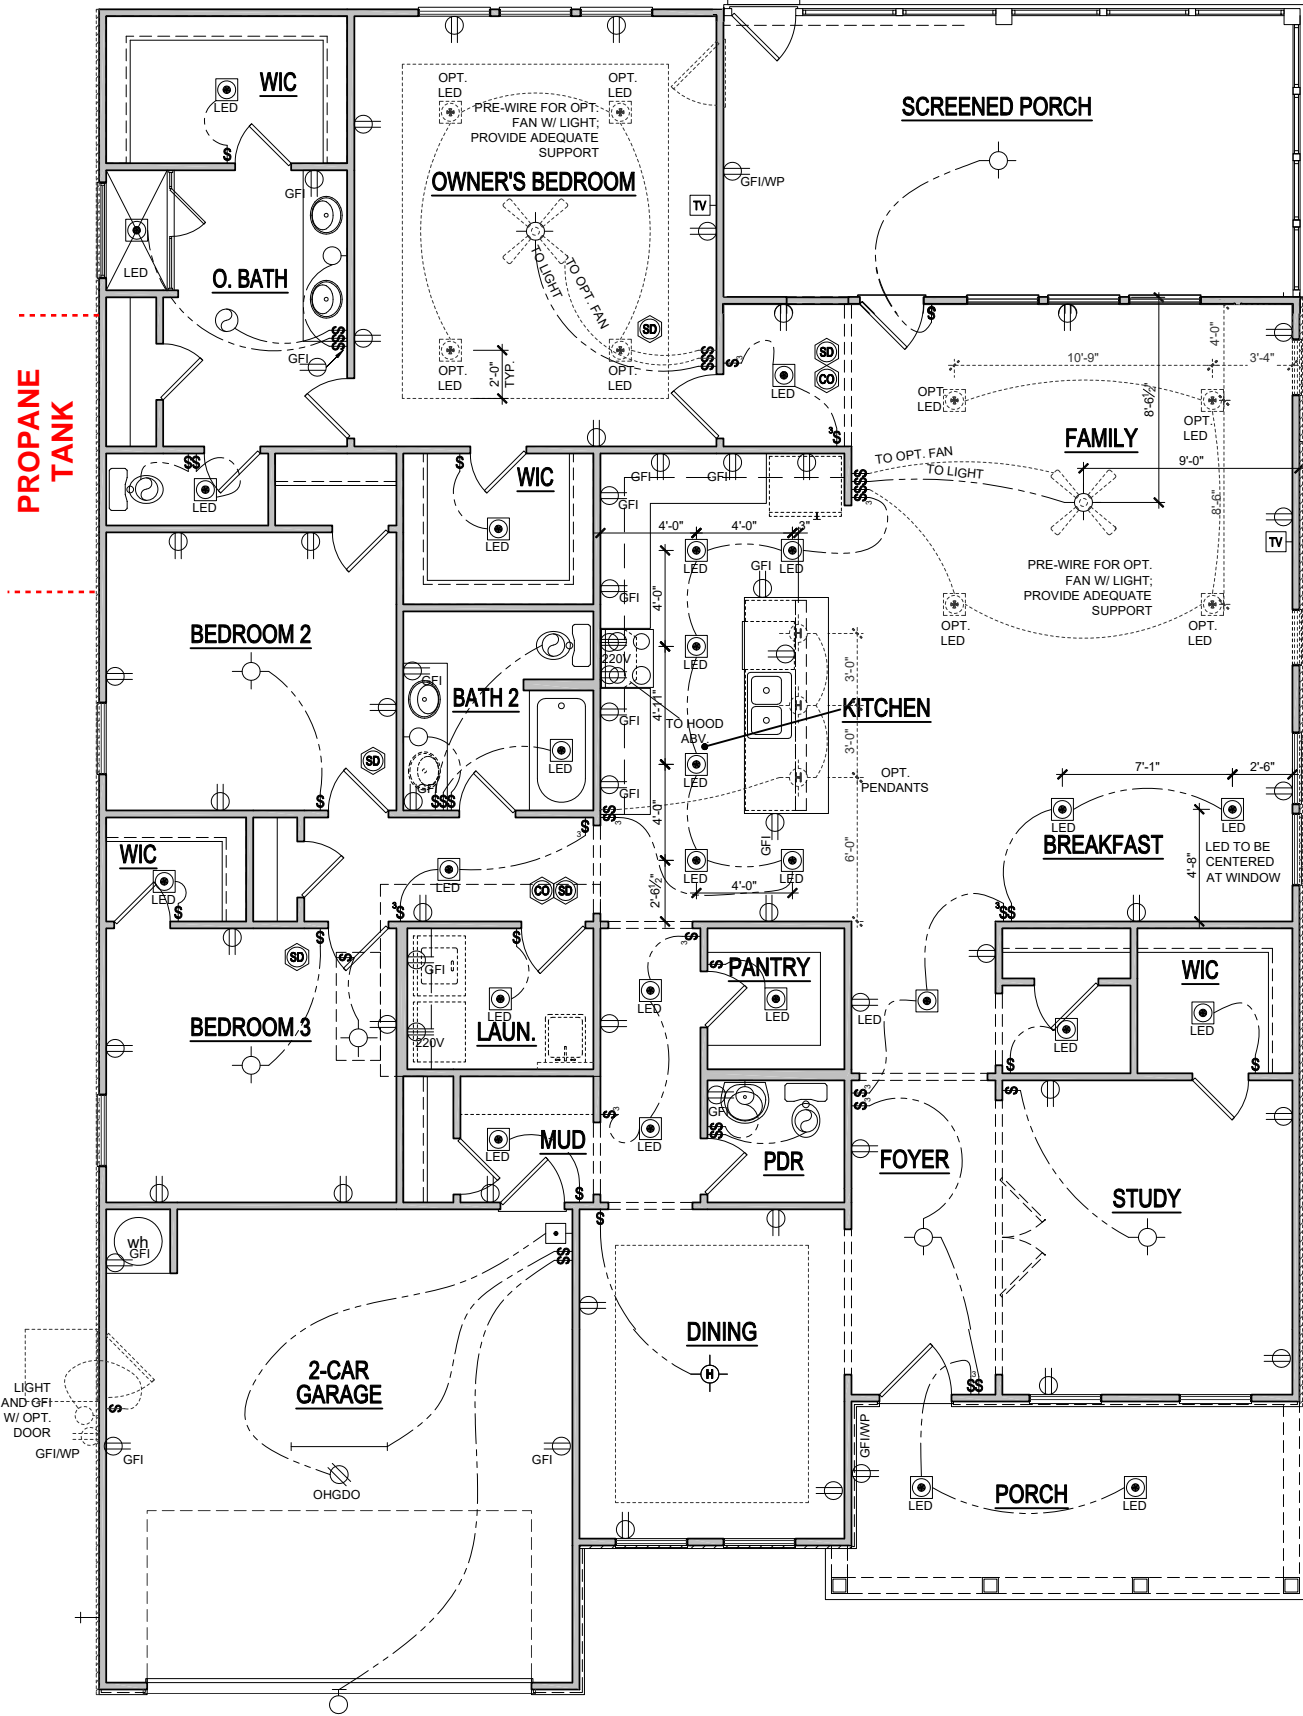 WIC
LED
OPT.
LED
PRE-WIRE FOR OPT.
FAN W/ LIGHT;
PROVIDE ADEQUATE
SUPPORT
OPT.
LED
SCREENED PORCH
OWNER'S BEDROOM
GFI/WP
GFI
TV
LED
O. BATH
TO LIGHT
TO OPT. FAN
SD
GFI
OPT.
LED
2'-0"
TYP.
OPT.
LED
LED
SD
CO
PROPANE
TANK
10'-9"
4'-0"
3'-4"
8'-6½"
OPT.
LED
OPT.
LED
FAMILY
9'-0"
8'-6"
TO OPT. FAN
TO LIGHT
TV
PRE-WIRE FOR OPT.
FAN W/ LIGHT;
PROVIDE ADEQUATE
SUPPORT
OPT.
LED
OPT.
LED
LED
WIC
LED
GFI
GFI
GFI
4'-0"
4'-0"
3"
LED
LED
GFI
GFI
4'-0"
BEDROOM 2
BATH 2
GFI
220V
LED
H
H
H
3'-0"
3'-0"
6'-0"
4'-11"
TO HOOD
ABV.
KITCHEN
GFI
LED
GFI
OPT.
PENDANTS
SD
GFI
LED
4'-0"
LED
LED
GFI
4'-0"
2'-6½"
7'-1"
2'-6"
LED
LED
BREAKFAST
LED TO BE
CENTERED
AT WINDOW
4'-8"
WIC
LED
LED
CO
SD
SD
BEDROOM 3
GFI
220V
LED
LAUN.
LED
PANTRY
LED
LED
LED
WIC
LED
LED
MUD
LED
GFI
PDR
FOYER
STUDY
wh
GFI
DINING
H
2-CAR
GARAGE
LIGHT
AND GFI
W/ OPT.
DOOR
GFI/WP
GFI
GFI
OHGDO
GFI/WP
LED
PORCH
LED